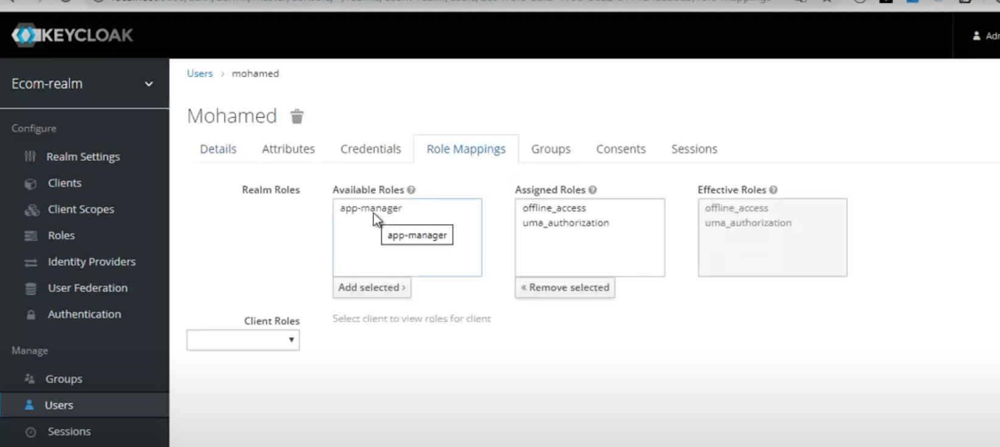 KEYCLOAK
Ecom-realm
Configure
Realm Settings
Clients
Client Scopes
Roles
Identity Providers
User Federation
Authentication
Manage
Groups
Users
Sessions
Users > mohamed
Mohamed
Details Attributes Credentials Role Mappings Groups Consents Sessions
Realm Roles
Available Roles
app-manager
app-manager
Add selected ›
Assigned Roles
offline_access
uma_authorization
« Remove selected
Effective Roles
offline_access
uma_authorization
Client Roles
Select client to view roles for client